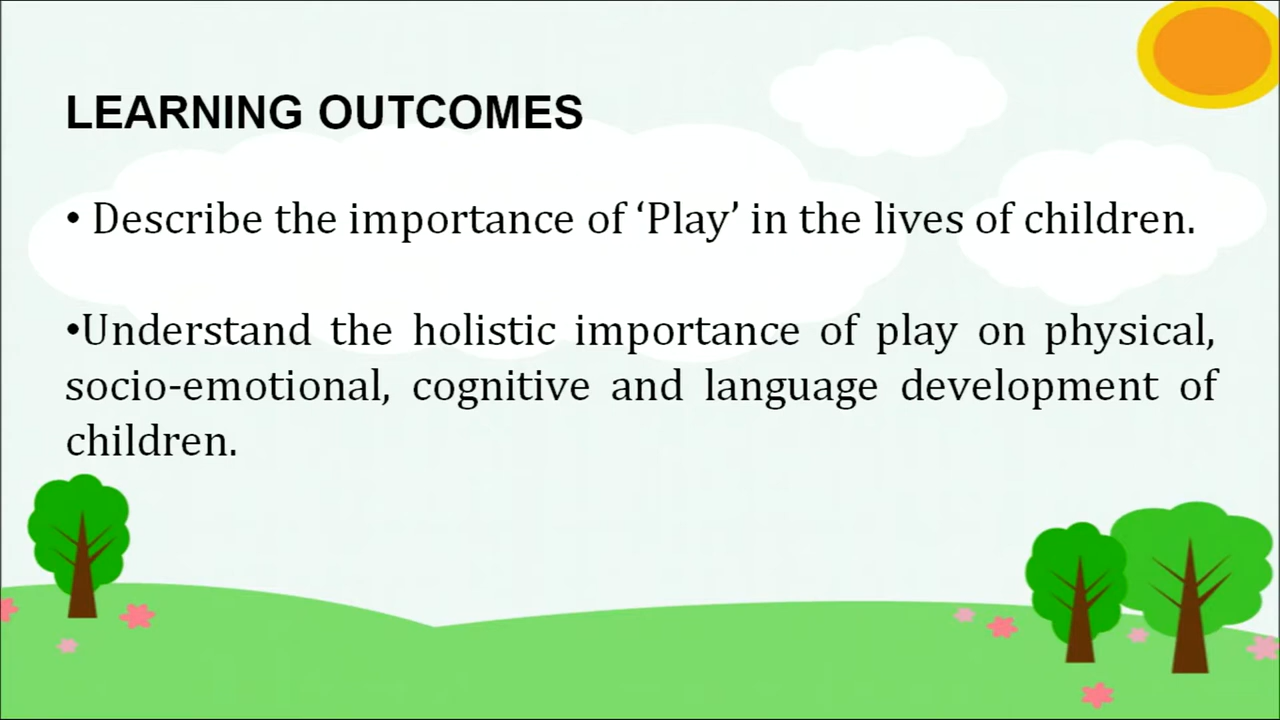 LEARNING OUTCOMES
• Describe the importance of ‘Play’ in the lives of children.
•Understand the holistic importance of play on physical,
socio-emotional, cognitive and language development of
children.